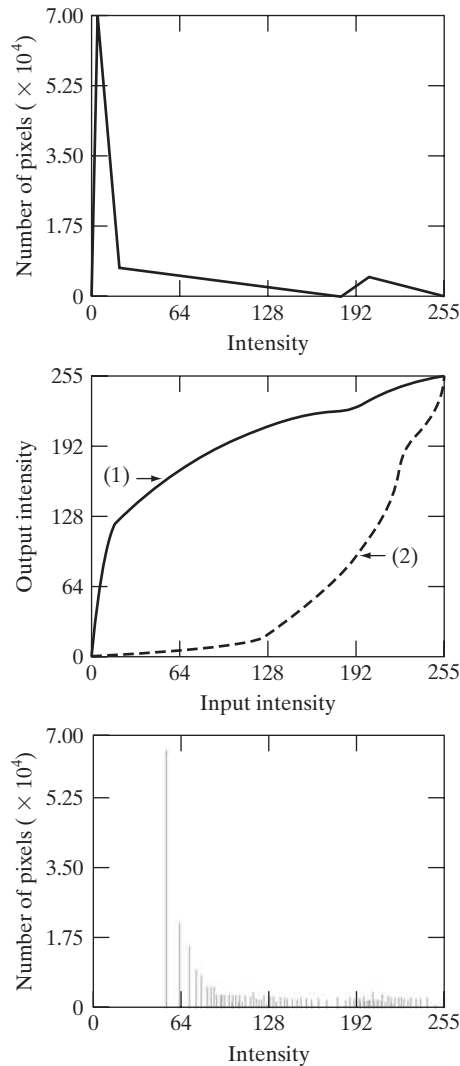 Number of pixels ( × 10⁴)
7.00
5.25
3.50
1.75
0
0 64 128 192 255
Intensity
Output intensity
255
192
128
64
0
(1)
(2)
0 64 128 192 255
Input intensity
Number of pixels ( × 10⁴)
7.00
5.25
3.50
1.75
0
0 64 128 192 255
Intensity